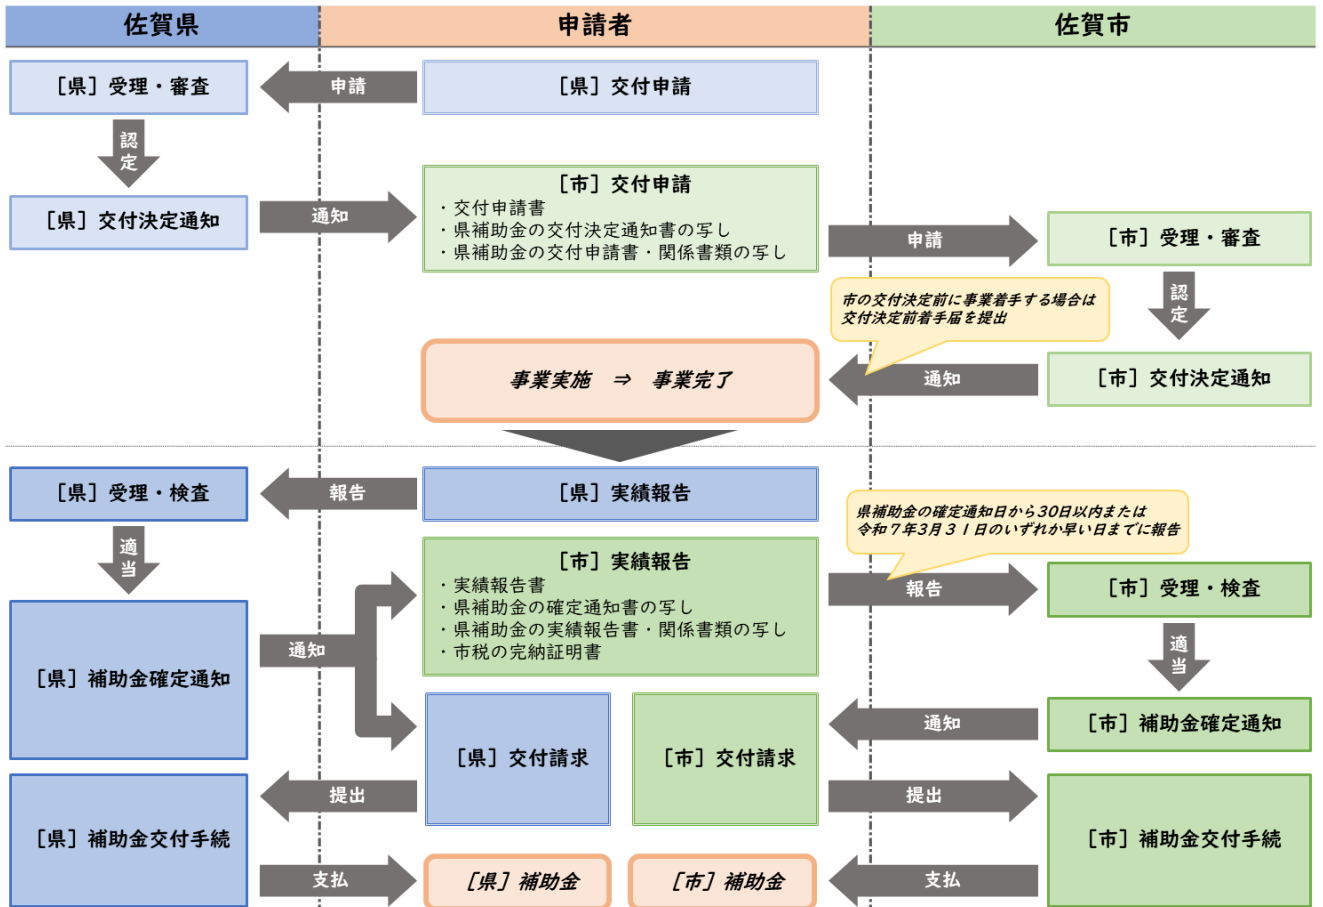 佐賀県
申請者
佐賀市
［県］受理・審査
申請
［県］交付申請
認定
［県］交付決定通知
通知
［市］交付申請
・交付申請書
・県補助金の交付決定通知書の写し
・県補助金の交付申請書・関係書類の写し
申請
［市］受理・審査
認定
市の交付決定前に事業着手する場合は
交付決定前着手届を提出
事業実施　⇒　事業完了
通知
［市］交付決定通知
［県］受理・検査
報告
［県］実績報告
県補助金の確定通知日から30日以内または
令和７年3月３１日のいずれか早い日までに報告
適当
［市］実績報告
・実績報告書
・県補助金の確定通知書の写し
・県補助金の実績報告書・関係書類の写し
・市税の完納証明書
報告
［市］受理・検査
適当
［県］補助金確定通知
通知
［県］交付請求
［市］交付請求
通知
［市］補助金確定通知
提出
提出
［県］補助金交付手続
［市］補助金交付手続
支払
［県］補助金
［市］補助金
支払